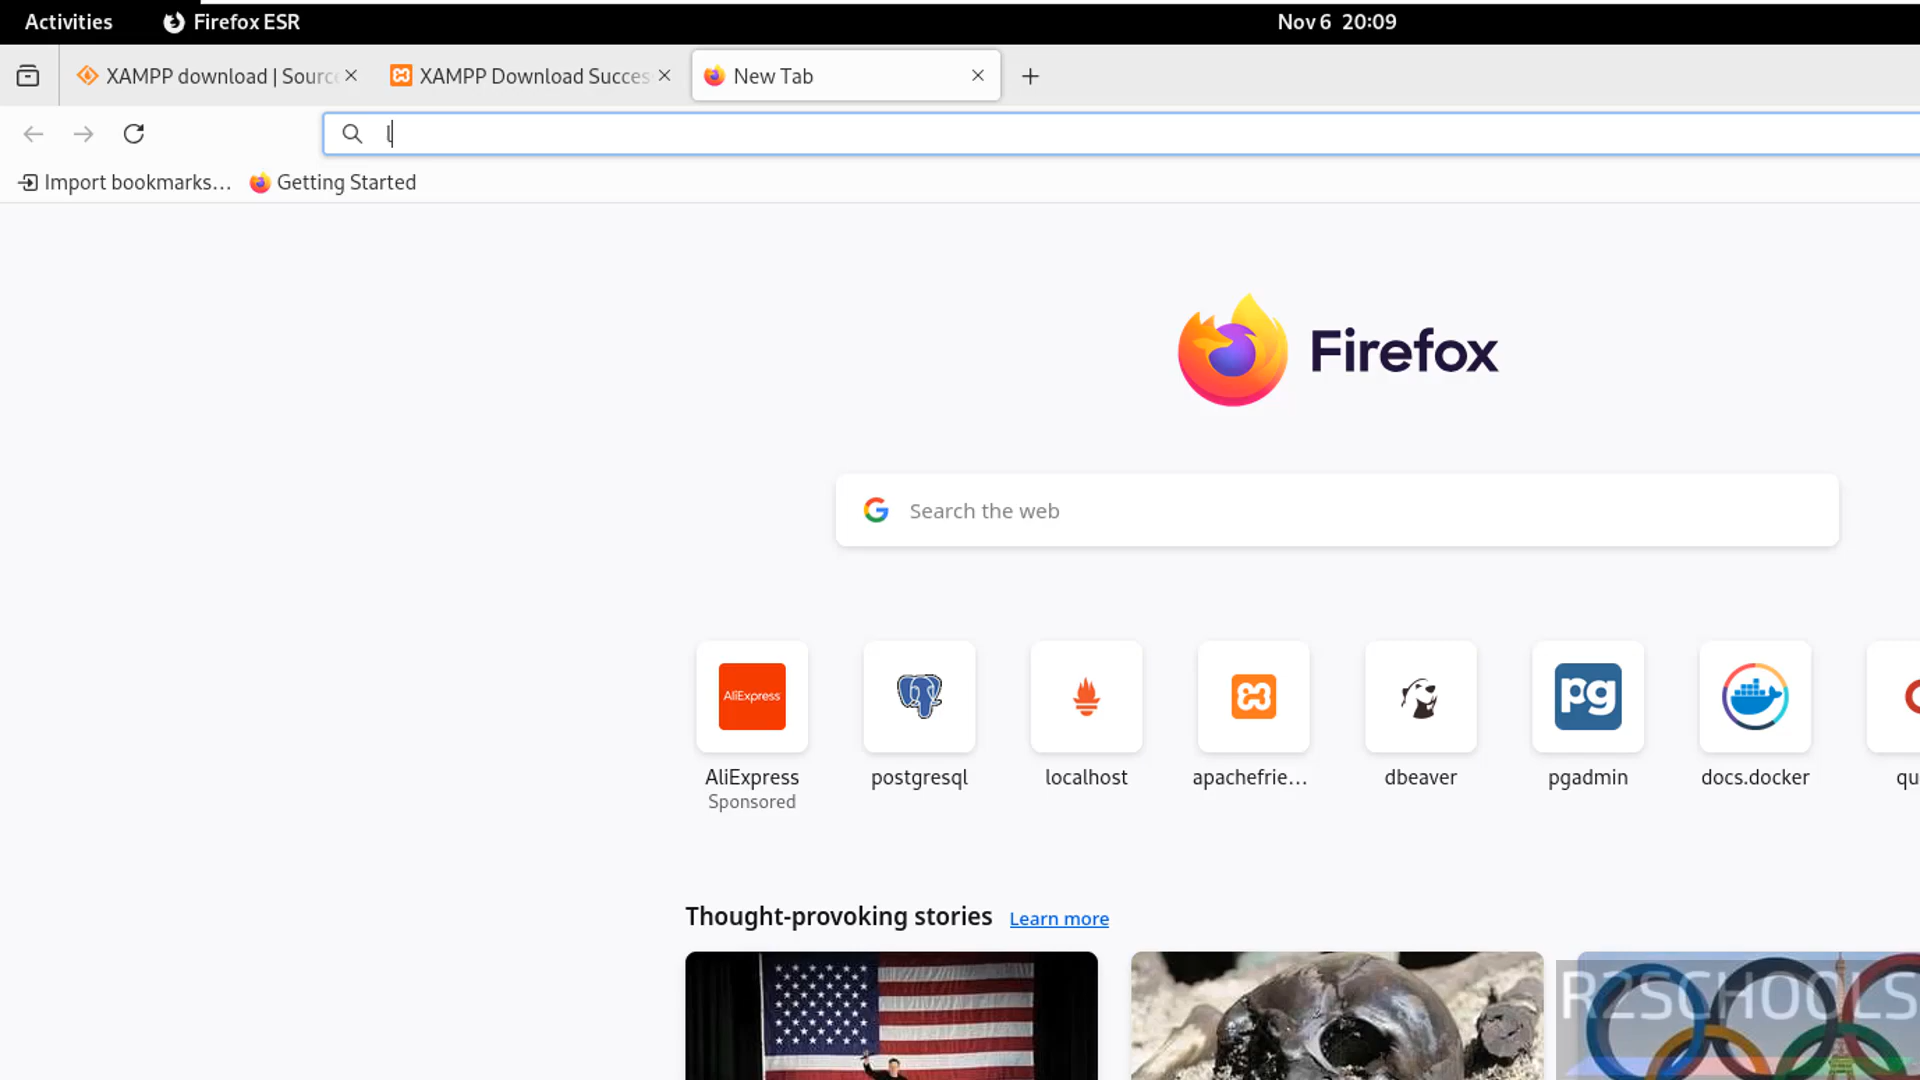 Activities
Firefox ESR
Nov 6 20:09
XAMPP download | Sourc
XAMPP Download Succes
New Tab
l
Import bookmarks...
Getting Started
Firefox
Search the web
AliExpress
AliExpress
Sponsored
postgresql
localhost
apachefrie...
dbeaver
pg
pgadmin
docs.docker
qu
Thought-provoking stories
Learn more
R2SCHOOLS